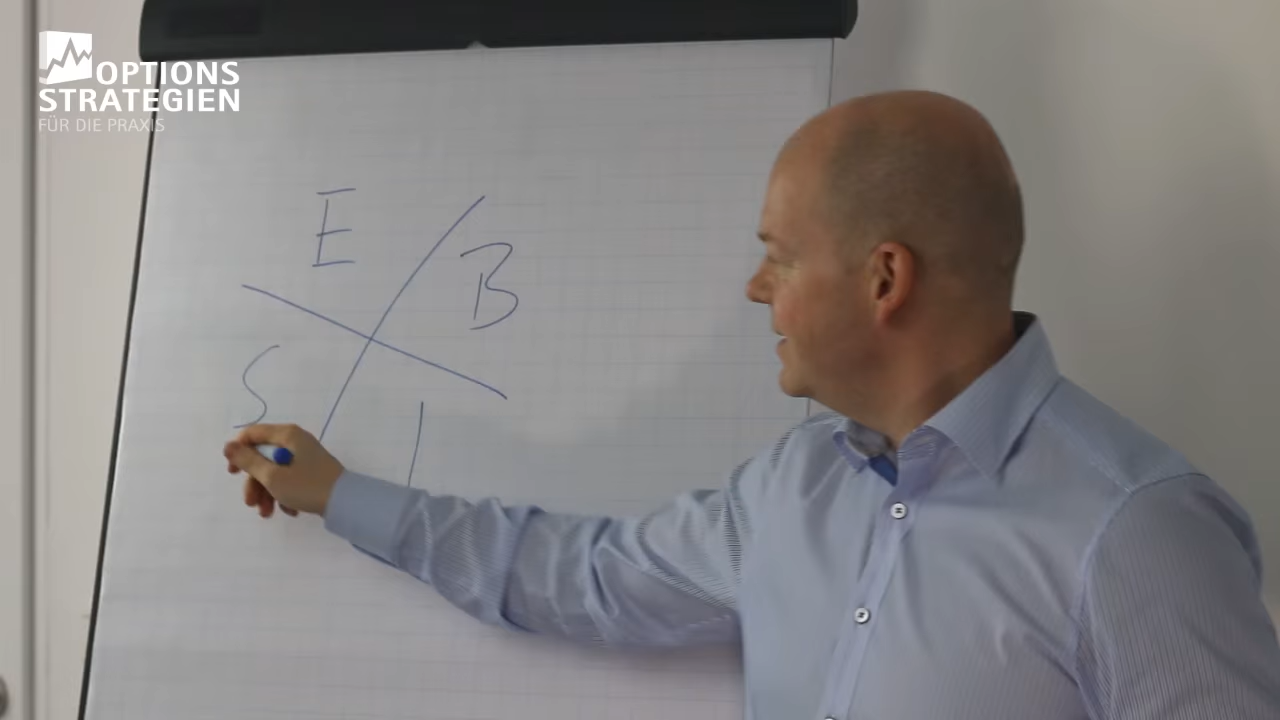 OPTIONS
STRATEGIEN
FÜR DIE PRAXIS
E
B
S
I